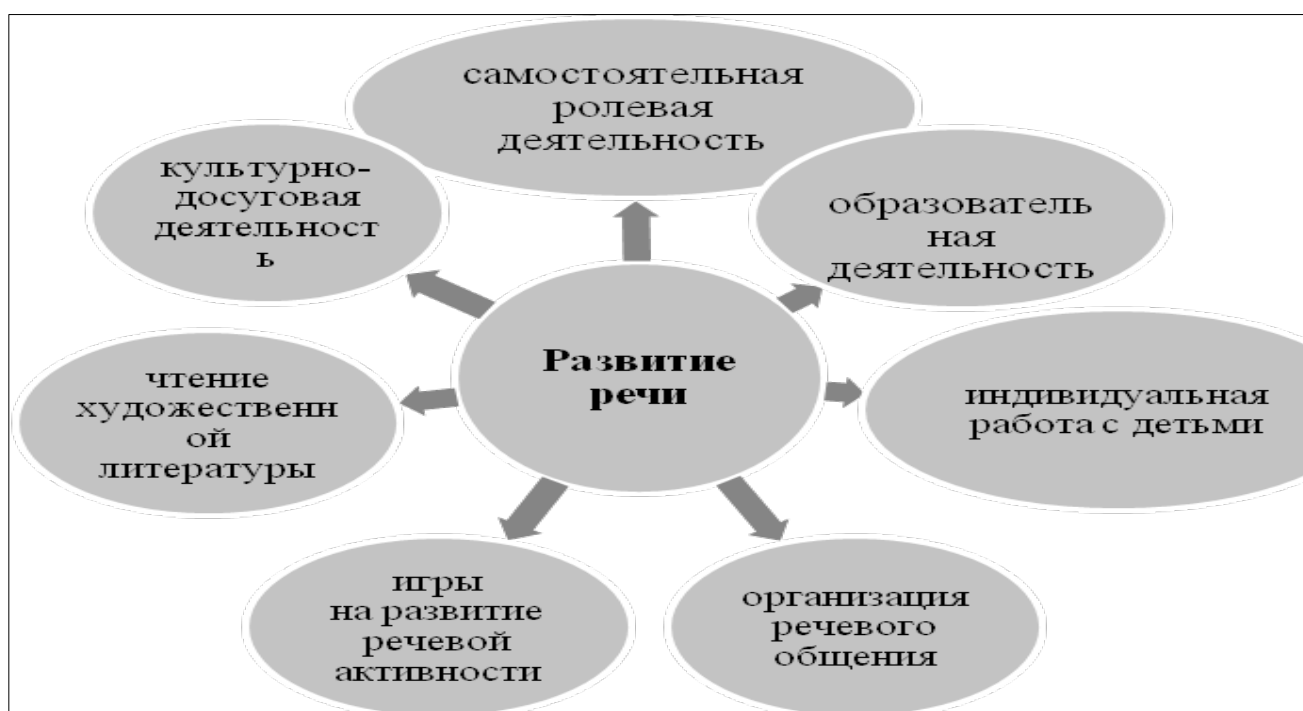 самостоятельная
ролевая
деятельность
культурно-
досуговая
деятельност
ь
образователь
ная
деятельность
Развитие
речи
чтение
художественн
ой
литературы
индивидуальная
работа с детьми
игры
на развитие
речевой
активности
организация
речевого
общения